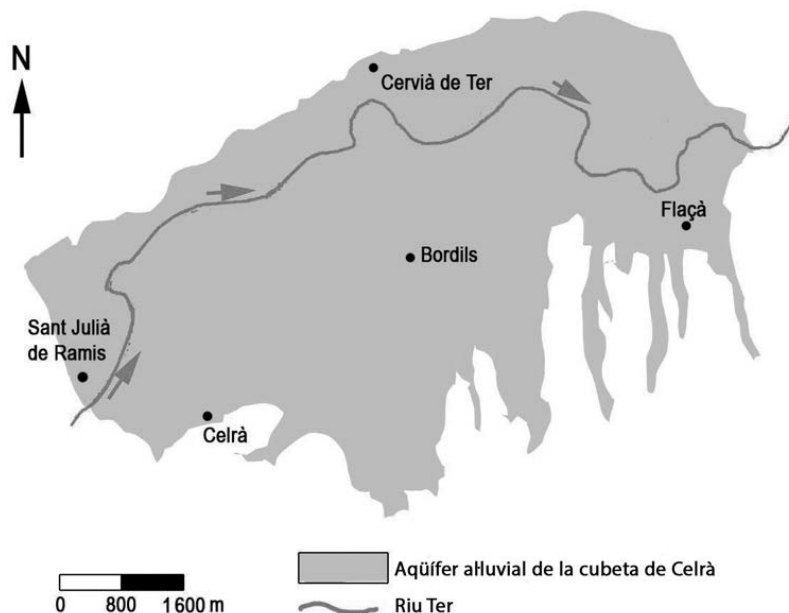 N
Cervià de Ter
Flaçà
Bordils
Sant Julià
de Ramis
Celrà
Aqüífer al·luvial de la cubeta de Celrà
0 800 1600 m
Riu Ter